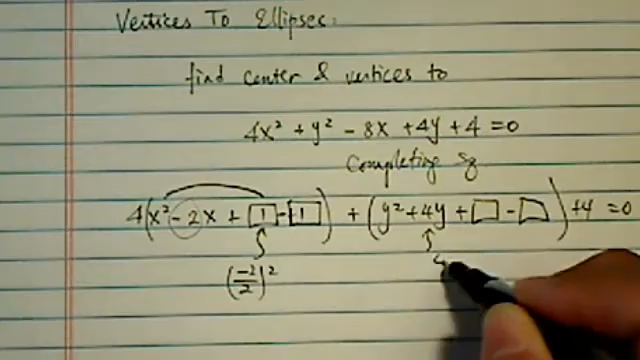 Vertices To Ellipses:
find center & vertices to
4x² + y² - 8x + 4y + 4 = 0
Completing Sq
4(x² - 2x + 1 - 1) + (y² + 4y + □ - □) + 4 = 0
(-2/2)²